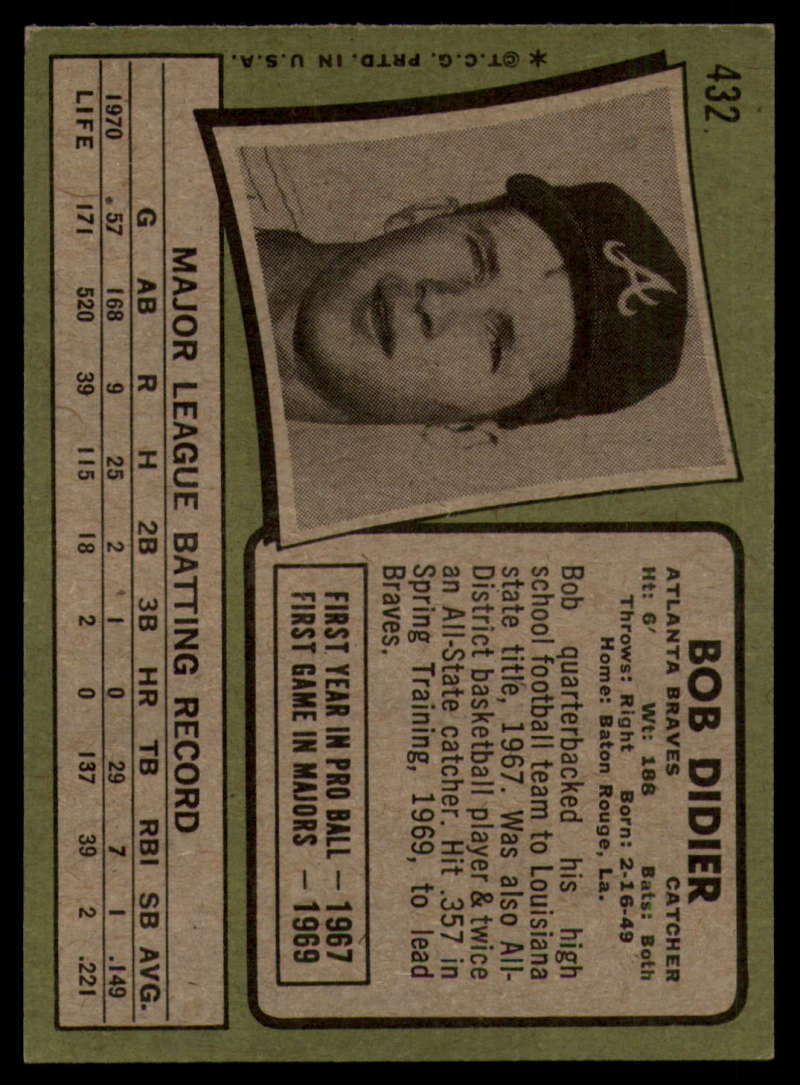 432
*©T.C.G. PRTD. IN U.S.A.
A
BOB DIDIER
ATLANTA BRAVES CATCHER
Ht: 6' Wt: 188 Bats: Both
Throws: Right Born: 2-16-49
Home: Baton Rouge, La.
Bob quarterbacked his high
school football team to Louisiana
state title, 1967. Was also All-
District basketball player & twice
an All-State catcher. Hit .357 in
Spring Training, 1969, to lead
Braves.
FIRST YEAR IN PRO BALL — 1967
FIRST GAME IN MAJORS — 1969
MAJOR LEAGUE BATTING RECORD
G AB R H 2B 3B HR TB RBI SB AVG.
1970 57 168 9 25 2 1 0 29 7 1 .149
LIFE 171 520 39 115 18 2 0 137 39 2 .221